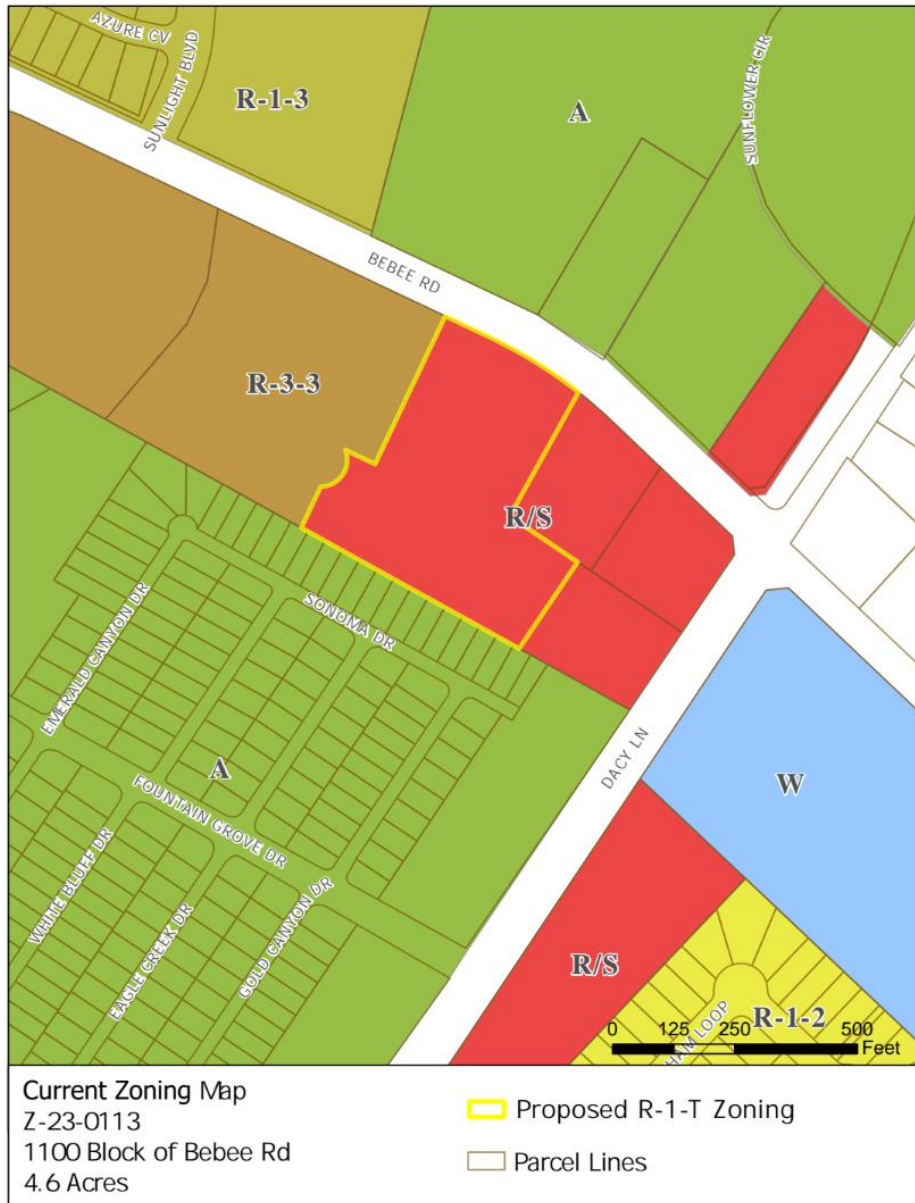 AZURE CV
SUNLIGHT BLVD
R-1-3
A
SUNFLOWER CIR
BEBEE RD
R-3-3
R/S
SONOMA DR
EMERALD CANYON DR
A
FOUNTAIN GROVE DR
DACY LN
W
WHITE BLUFF DR
EAGLE CREEK DR
GOLD CANYON DR
R/S
R-1-2
HAM LOOP
0 125 250 500
Feet
Current Zoning Map
Z-23-0113
1100 Block of Bebee Rd
4.6 Acres
Proposed R-1-T Zoning
Parcel Lines